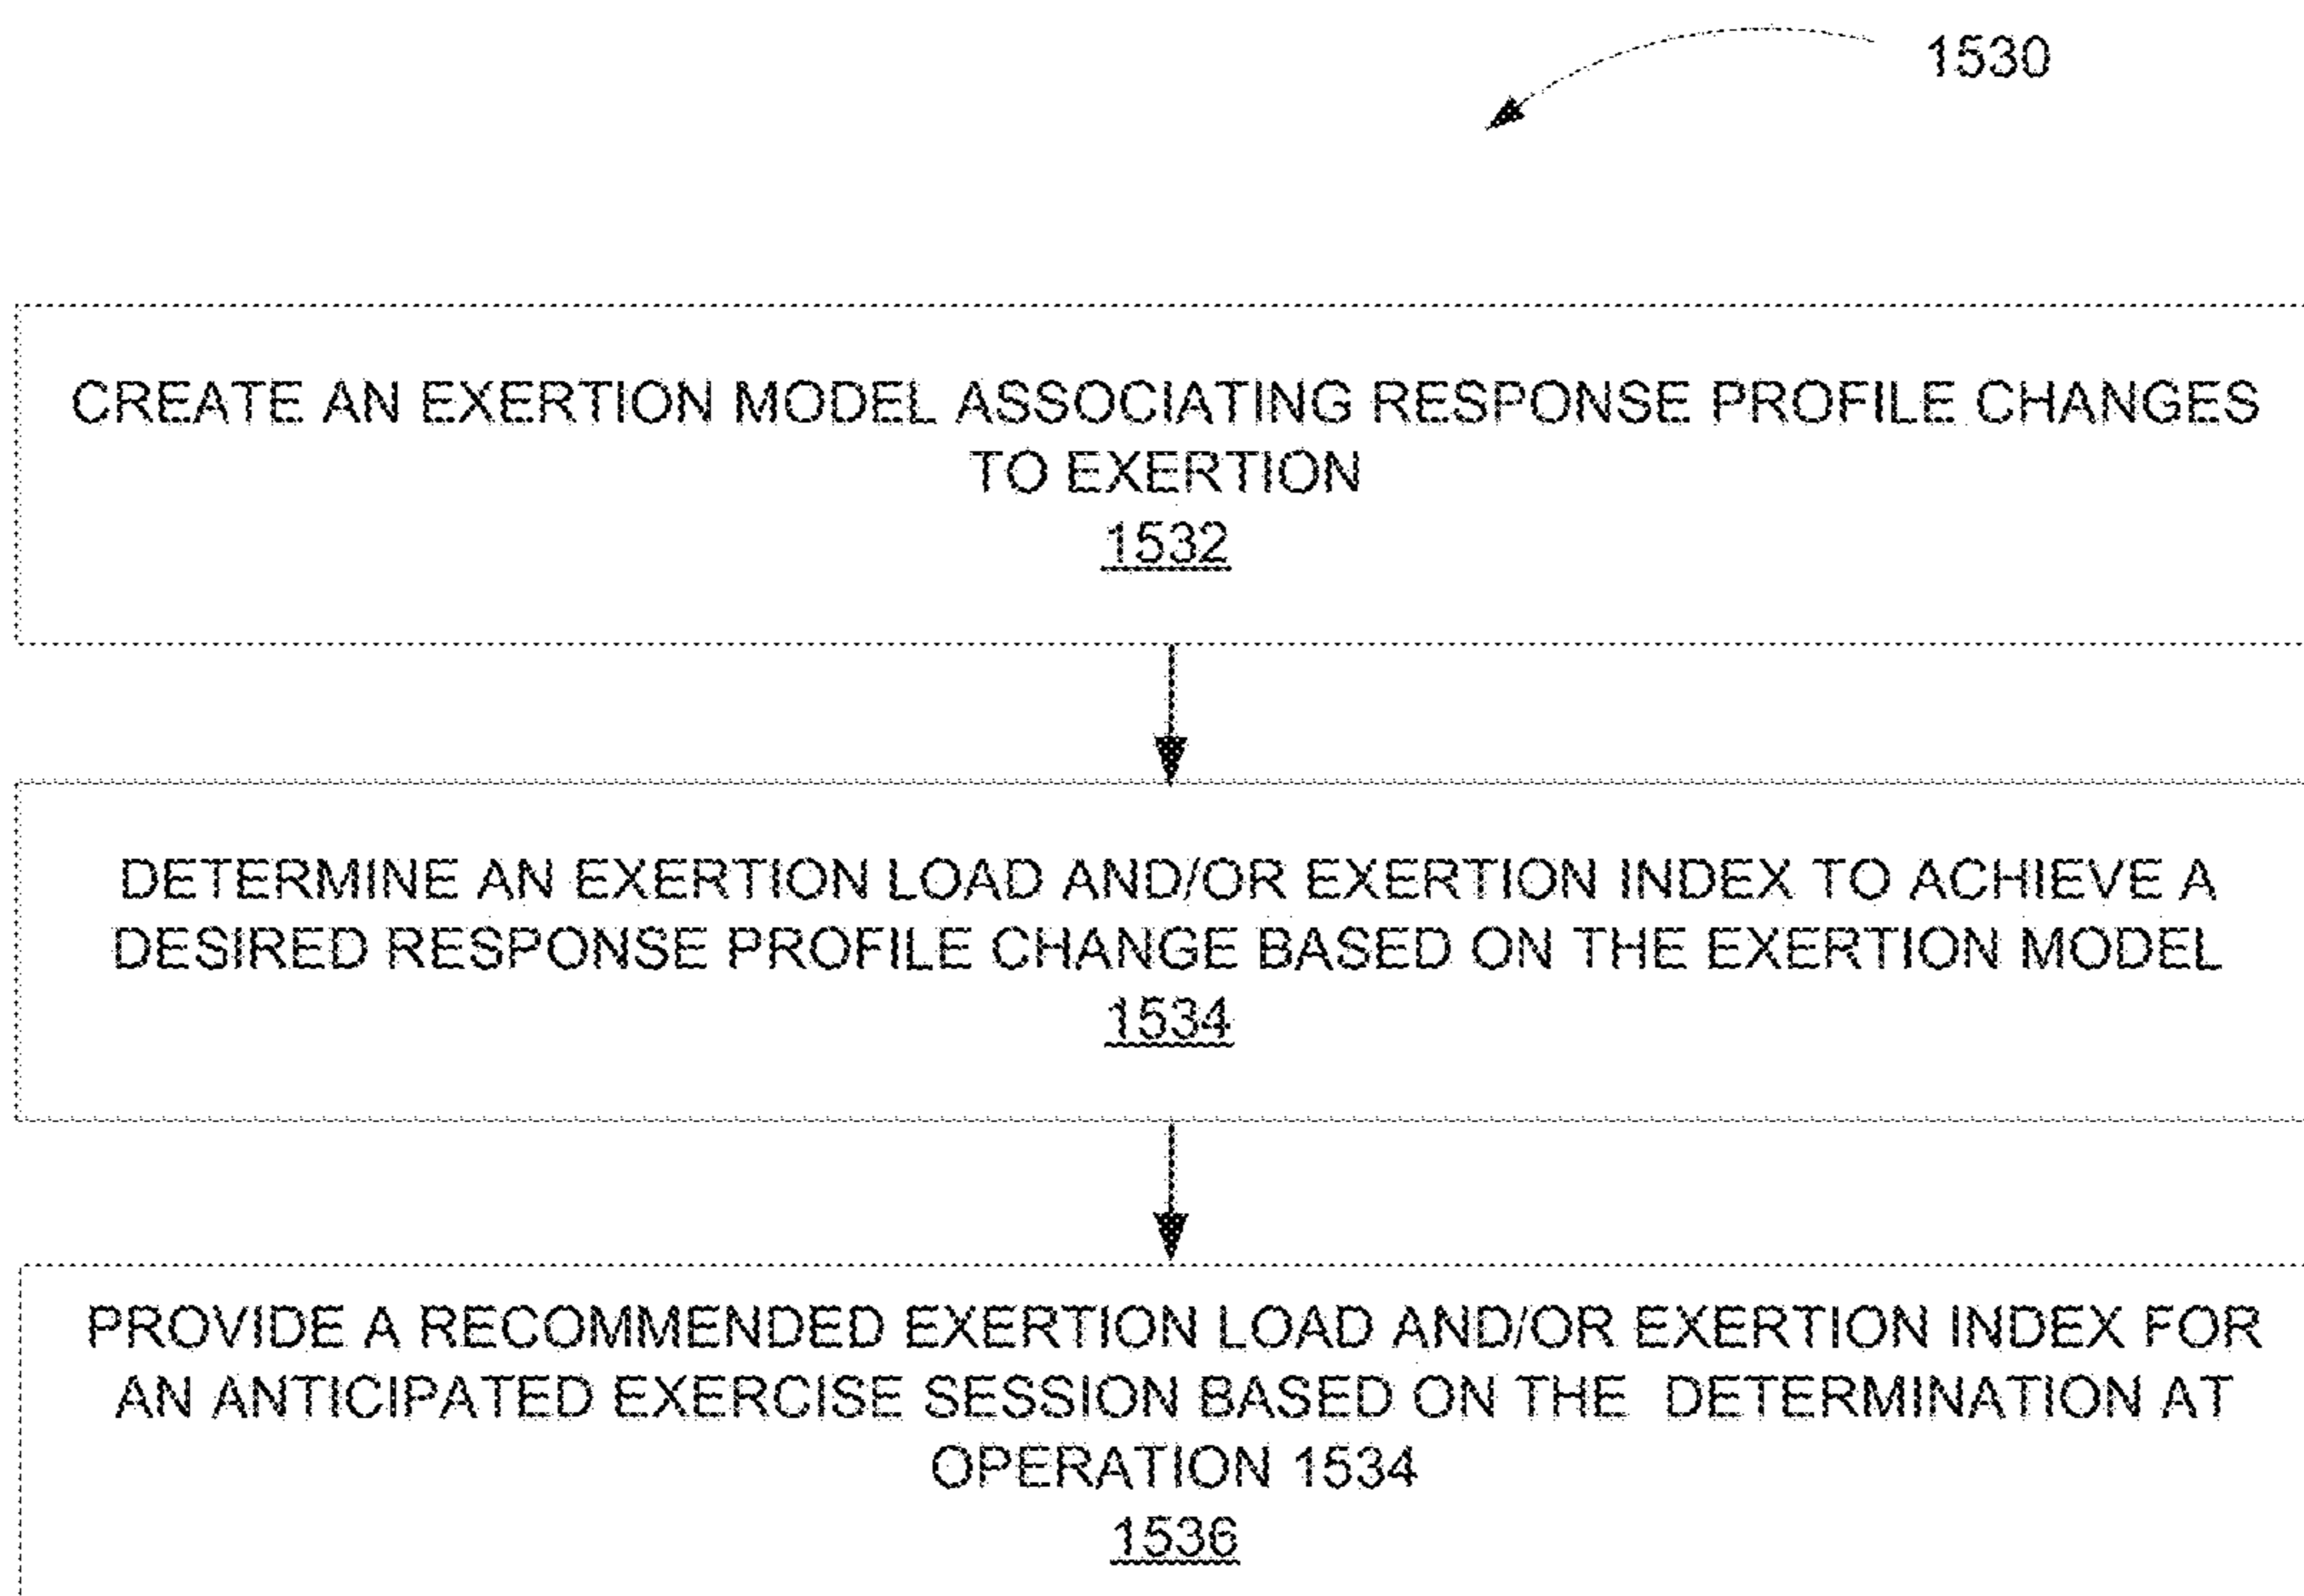 1530
CREATE AN EXERTION MODEL ASSOCIATING RESPONSE PROFILE CHANGES
TO EXERTION
1532
DETERMINE AN EXERTION LOAD AND/OR EXERTION INDEX TO ACHIEVE A
DESIRED RESPONSE PROFILE CHANGE BASED ON THE EXERTION MODEL
1534
PROVIDE A RECOMMENDED EXERTION LOAD AND/OR EXERTION INDEX FOR
AN ANTICIPATED EXERCISE SESSION BASED ON THE DETERMINATION AT
OPERATION 1534
1536